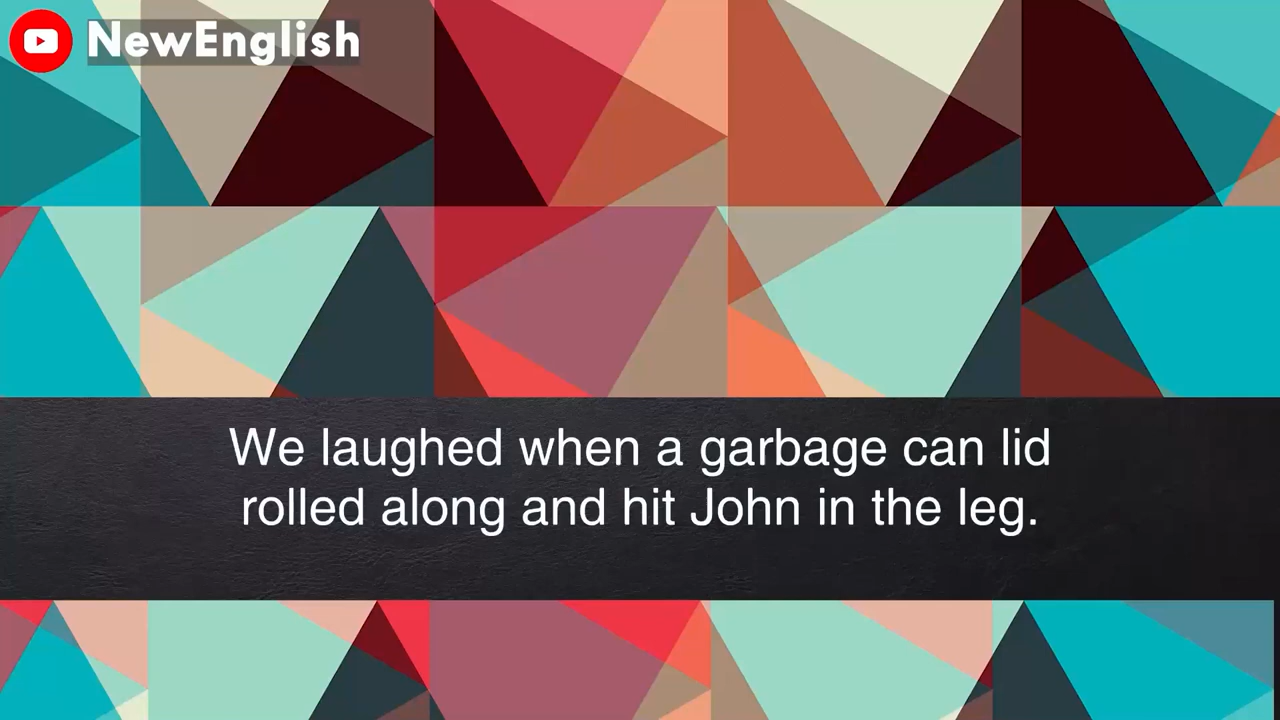 NewEnglish
We laughed when a garbage can lid
rolled along and hit John in the leg.